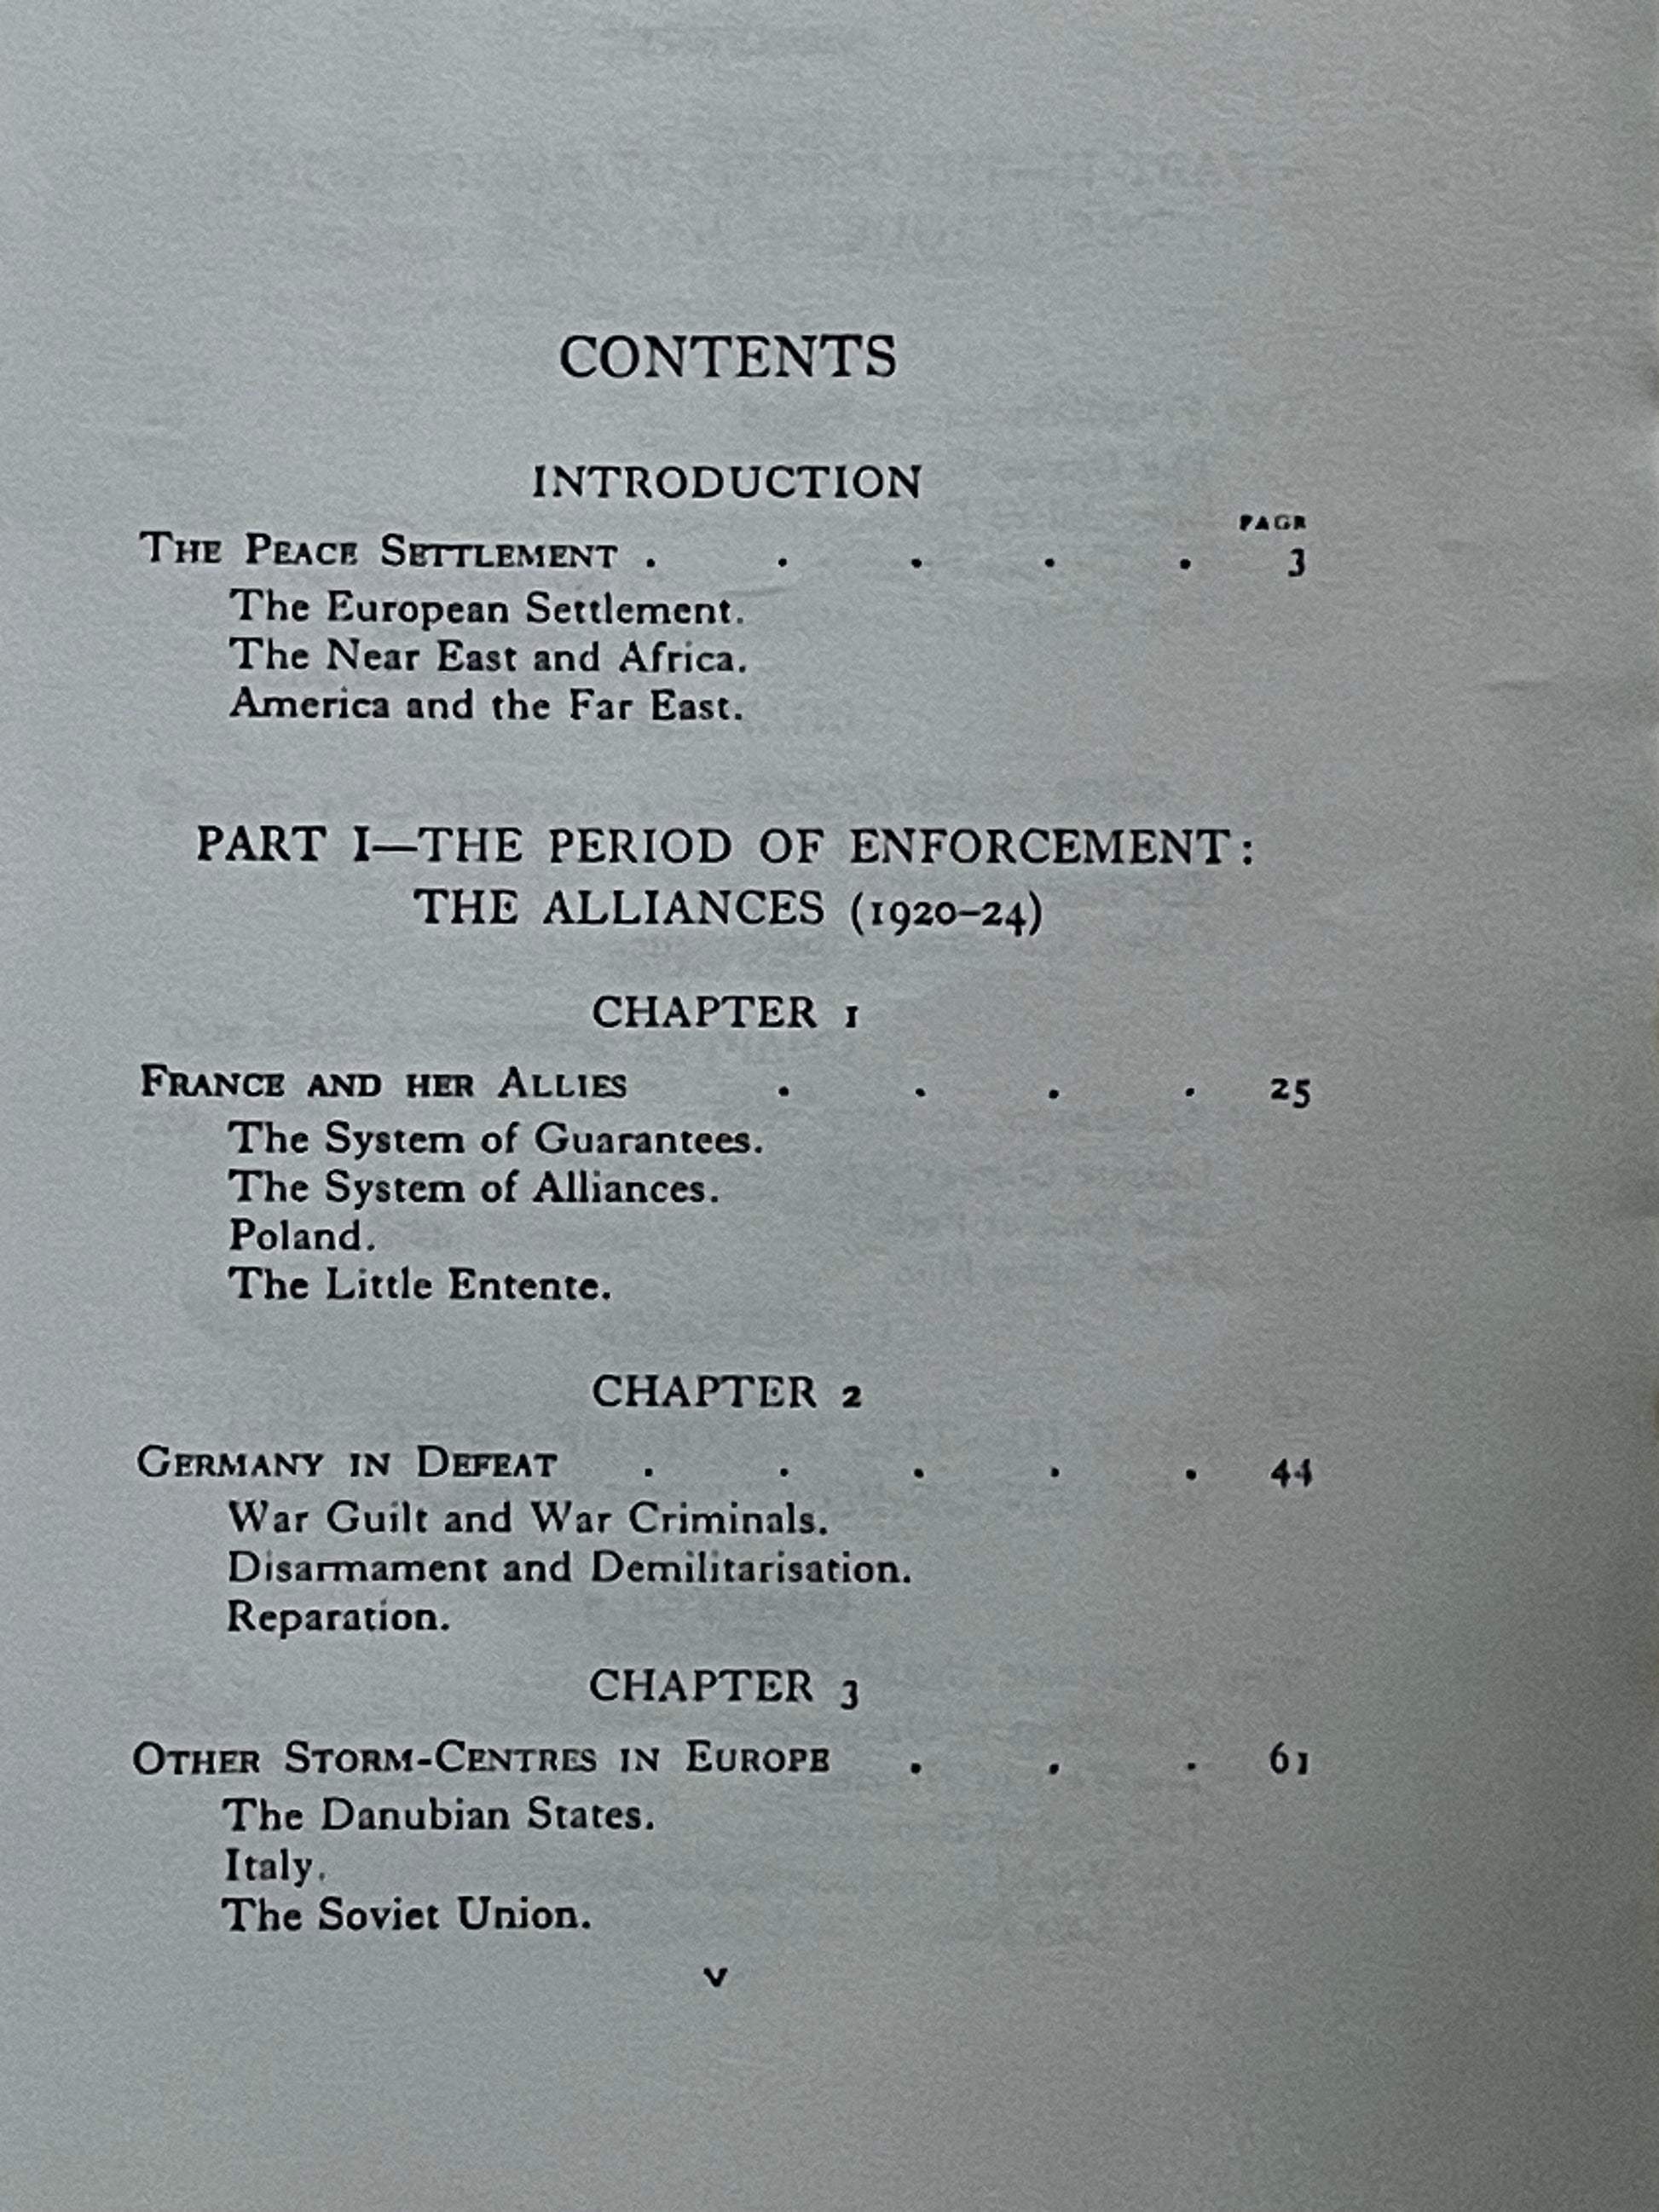 CONTENTS
INTRODUCTION
PAGE
THE PEACE SETTLEMENT . . . . . 3
The European Settlement.
The Near East and Africa.
America and the Far East.
PART I—THE PERIOD OF ENFORCEMENT:
THE ALLIANCES (1920–24)
CHAPTER 1
FRANCE AND HER ALLIES . . . . 25
The System of Guarantees.
The System of Alliances.
Poland.
The Little Entente.
CHAPTER 2
GERMANY IN DEFEAT . . . . . 44
War Guilt and War Criminals.
Disarmament and Demilitarisation.
Reparation.
CHAPTER 3
OTHER STORM-CENTRES IN EUROPE . . . 61
The Danubian States.
Italy.
The Soviet Union.
v